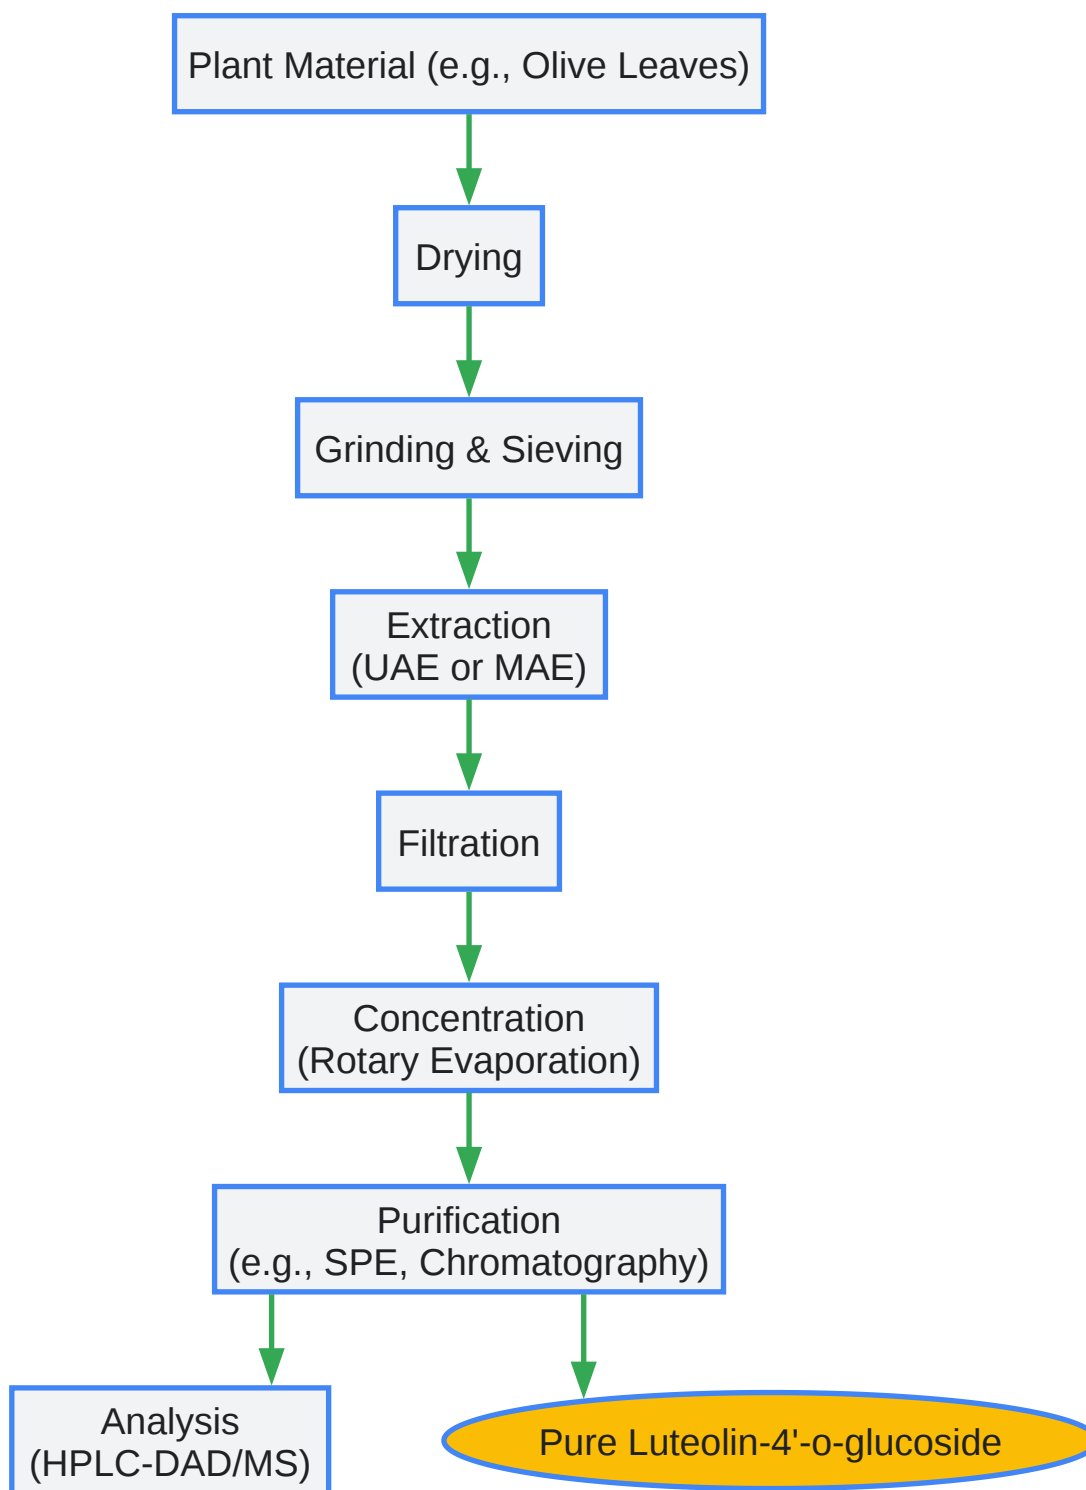 Plant Material (e.g., Olive Leaves)
Drying
Grinding & Sieving
Extraction
(UAE or MAE)
Filtration
Concentration
(Rotary Evaporation)
Purification
(e.g., SPE, Chromatography)
Analysis
(HPLC-DAD/MS)
Pure Luteolin-4'-o-glucoside